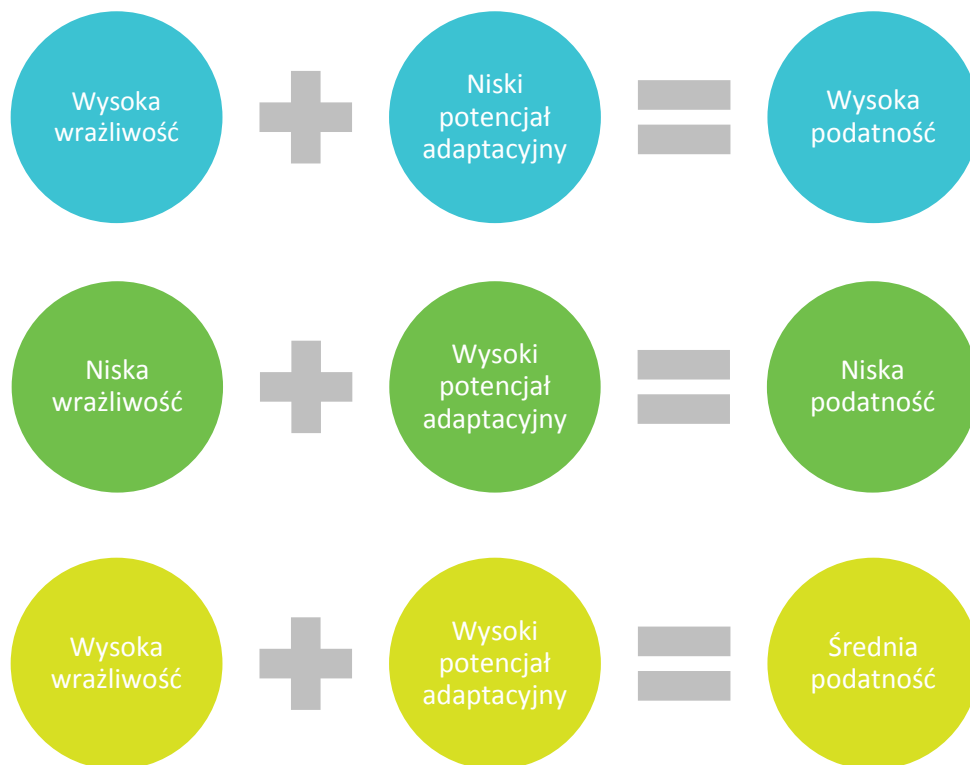 Wysoka
wrażliwość
Niski
potencjał
adaptacyjny
Wysoka
podatność
Niska
wrażliwość
Wysoki
potencjał
adaptacyjny
Niska
podatność
Wysoka
wrażliwość
Wysoki
potencjał
adaptacyjny
Średnia
podatność